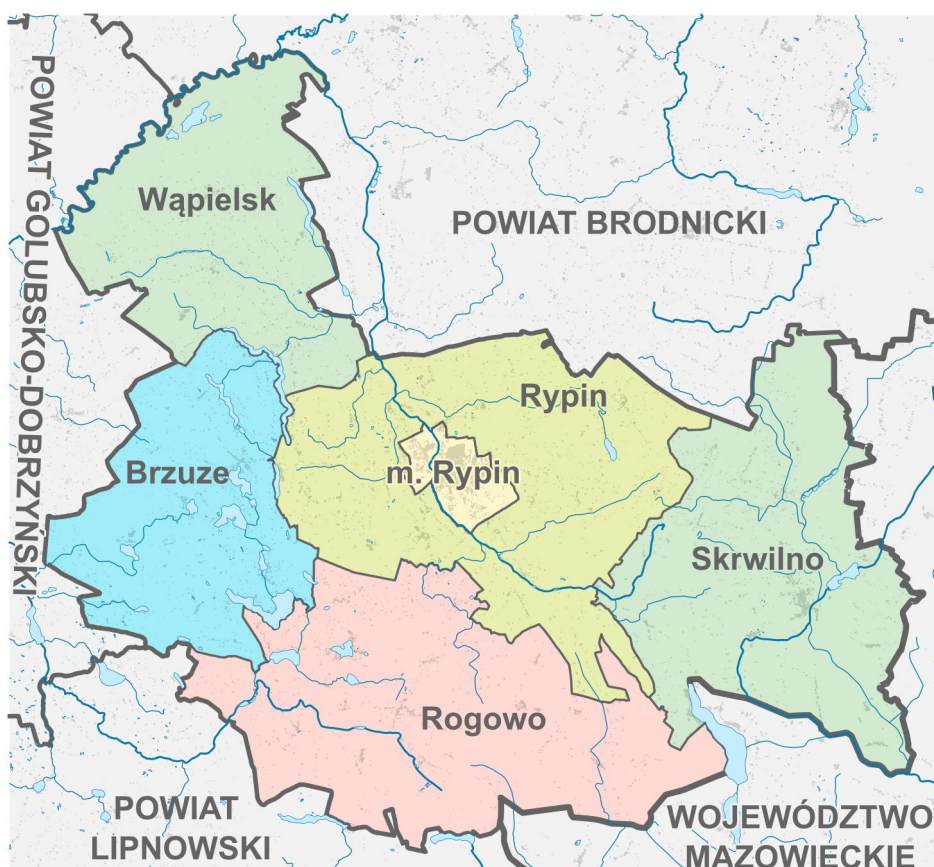 POWIAT GOLUBSKO-DOBRZYŃSKI
Wąpielsk
POWIAT BRODNICKI
Rypin
Brzuze
m. Rypin
Skrwilno
Rogowo
POWIAT
LIPNOWSKI
WOJEWÓDZTWO
MAZOWIECKIE